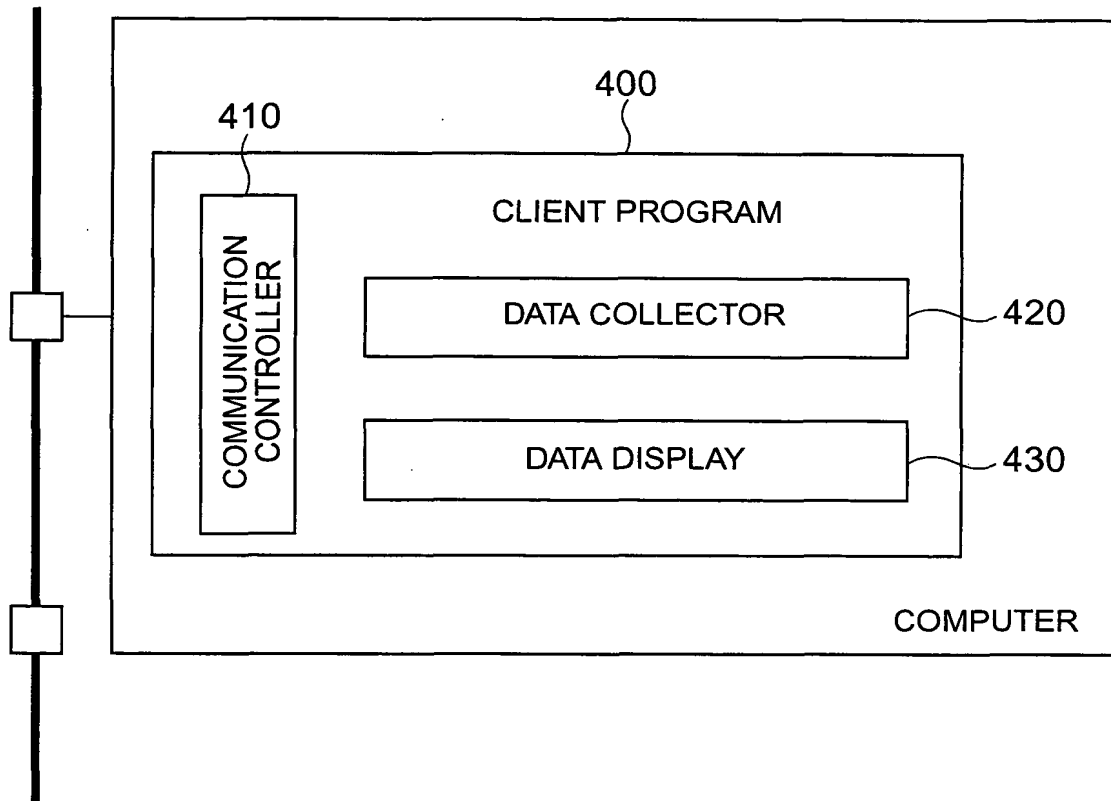 400
410
CLIENT PROGRAM
COMMUNICATION
CONTROLLER
DATA COLLECTOR
420
DATA DISPLAY
430
COMPUTER